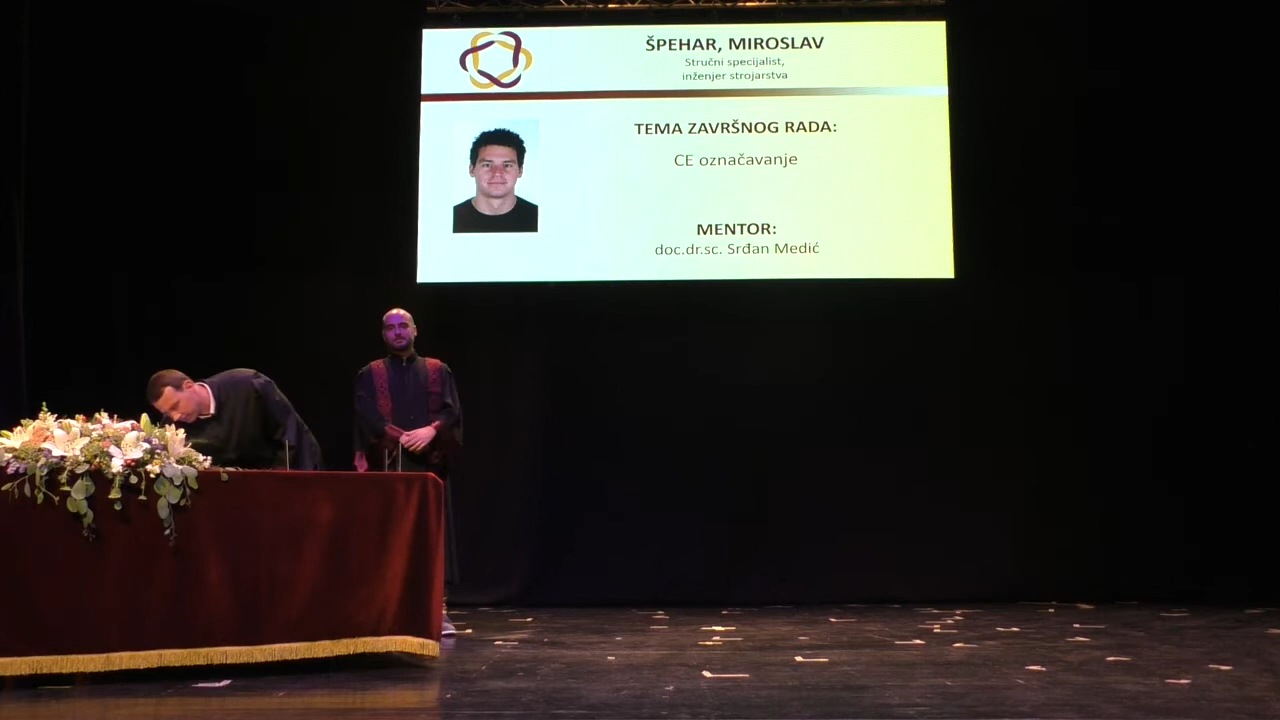 ŠPEHAR, MIROSLAV
Stručni specijalist,
inženjer strojarstva
TEMA ZAVRŠNOG RADA:
CE označavanje
MENTOR:
doc.dr.sc. Srđan Medić